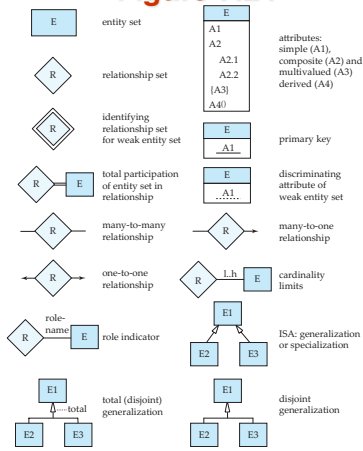 E
entity set
R
relationship set
R
identifying
relationship set
for weak entity set
R
E
total participation
of entity set in
relationship
R
many-to-many
relationship
R
one-to-one
relationship
R
role-
name
E
role indicator
E1
total
E2
E3
total (disjoint)
generalization
E
A1
A2
A2.1
A2.2
{A3}
A4()
attributes:
simple (A1),
composite (A2) and
multivalued (A3)
derived (A4)
E
A1
primary key
E
A1
discriminating
attribute of
weak entity set
R
many-to-one
relationship
R
l..h
E
cardinality
limits
E1
E2
E3
ISA: generalization
or specialization
E1
E2
E3
disjoint
generalization